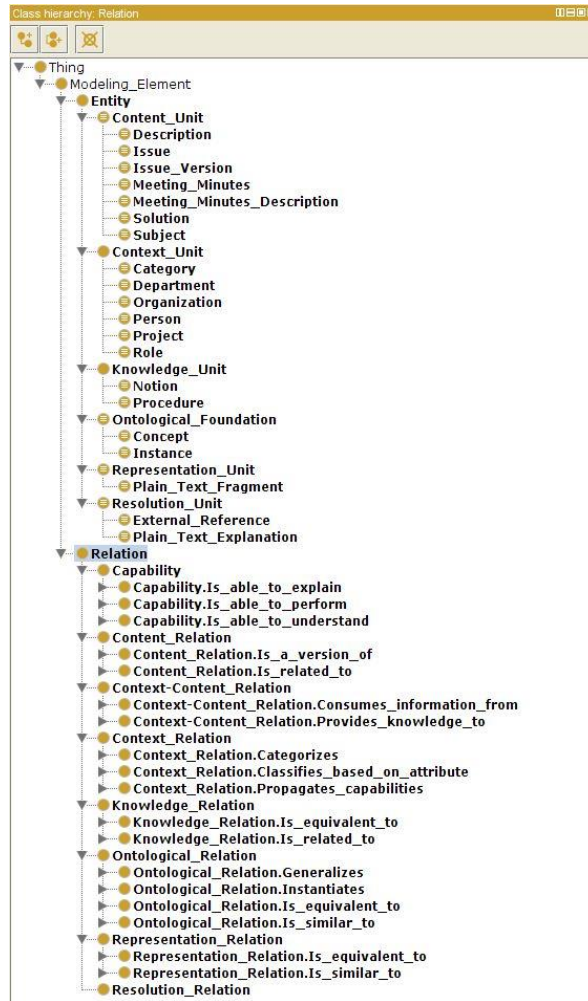 Class hierarchy: Relation
Thing
Modeling_Element
Entity
Content_Unit
Description
Issue
Issue_Version
Meeting_Minutes
Meeting_Minutes_Description
Solution
Subject
Context_Unit
Category
Department
Organization
Person
Project
Role
Knowledge_Unit
Notion
Procedure
Ontological_Foundation
Concept
Instance
Representation_Unit
Plain_Text_Fragment
Resolution_Unit
External_Reference
Plain_Text_Explanation
Relation
Capability
Capability.Is_able_to_explain
Capability.Is_able_to_perform
Capability.Is_able_to_understand
Content_Relation
Content_Relation.Is_a_version_of
Content_Relation.Is_related_to
Context-Content_Relation
Context-Content_Relation.Consumes_information_from
Context-Content_Relation.Provides_knowledge_to
Context_Relation
Context_Relation.Categorizes
Context_Relation.Classifies_based_on_attribute
Context_Relation.Propagates_capabilities
Knowledge_Relation
Knowledge_Relation.Is_equivalent_to
Knowledge_Relation.Is_related_to
Ontological_Relation
Ontological_Relation.Generalizes
Ontological_Relation.Instantiates
Ontological_Relation.Is_equivalent_to
Ontological_Relation.Is_similar_to
Representation_Relation
Representation_Relation.Is_equivalent_to
Representation_Relation.Is_similar_to
Resolution_Relation